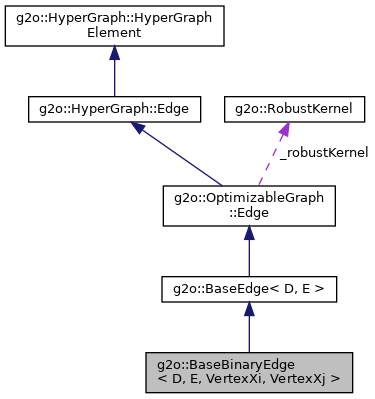 g2o::HyperGraph::HyperGraph
Element
g2o::HyperGraph::Edge
g2o::RobustKernel
_robustKernel
g2o::OptimizableGraph
::Edge
g2o::BaseEdge< D, E >
g2o::BaseBinaryEdge
< D, E, VertexXi, VertexXj >